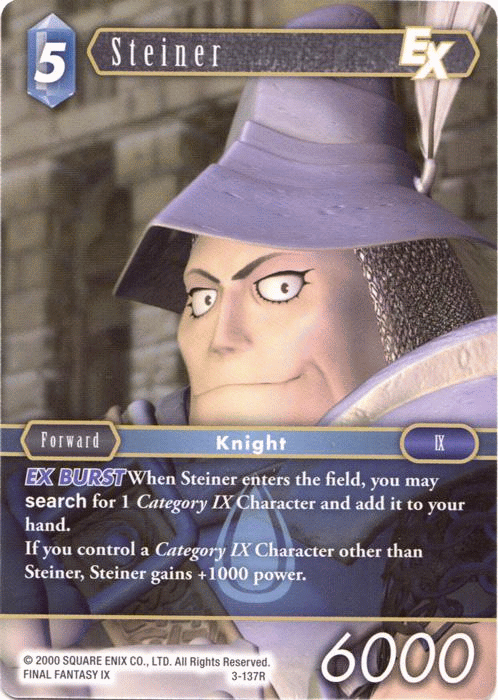 5
Steiner
EX
Forward
Knight
IX
EX BURST When Steiner enters the field, you may
search for 1 Category IX Character and add it to your
hand.
If you control a Category IX Character other than
Steiner, Steiner gains +1000 power.
© 2000 SQUARE ENIX CO., LTD. All Rights Reserved.
FINAL FANTASY IX
3-137R
6000